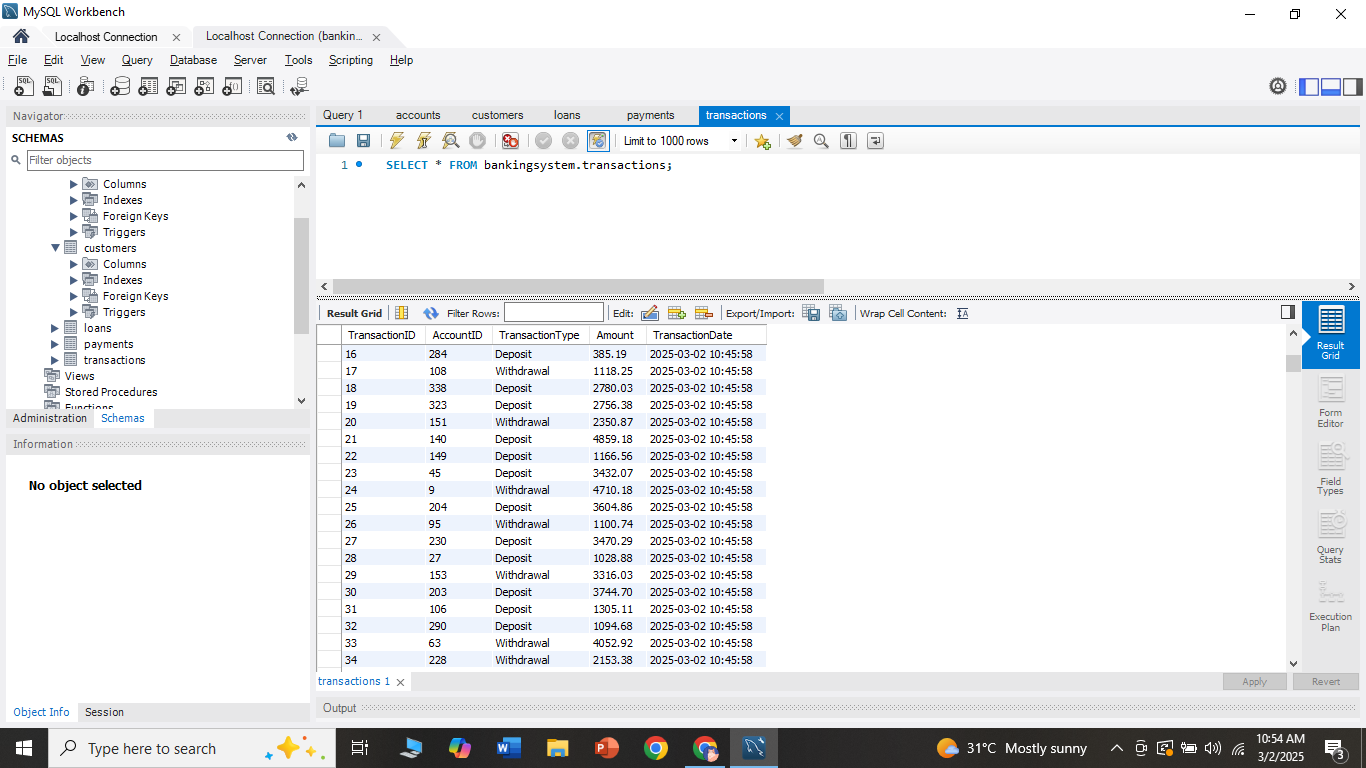 MySQL Workbench
Localhost Connection Localhost Connection (bankin...
File Edit View Query Database Server Tools Scripting Help
Navigator
SCHEMAS
Filter objects
Columns
Indexes
Foreign Keys
Triggers
customers
Columns
Indexes
Foreign Keys
Triggers
loans
payments
transactions
Views
Stored Procedures
Functions
Administration Schemas
Information
No object selected
Object Info Session
Query 1 accounts customers loans payments transactions
Limit to 1000 rows
1 SELECT * FROM bankingsystem.transactions;
Result Grid Filter Rows: Edit: Export/Import: Wrap Cell Content:
TransactionID AccountID TransactionType Amount TransactionDate
16 284 Deposit 385.19 2025-03-02 10:45:58
17 108 Withdrawal 1118.25 2025-03-02 10:45:58
18 338 Deposit 2780.03 2025-03-02 10:45:58
19 323 Deposit 2756.38 2025-03-02 10:45:58
20 151 Withdrawal 2350.87 2025-03-02 10:45:58
21 140 Deposit 4859.18 2025-03-02 10:45:58
22 149 Deposit 1166.56 2025-03-02 10:45:58
23 45 Deposit 3432.07 2025-03-02 10:45:58
24 9 Withdrawal 4710.18 2025-03-02 10:45:58
25 204 Deposit 3604.86 2025-03-02 10:45:58
26 95 Withdrawal 1100.74 2025-03-02 10:45:58
27 230 Deposit 3470.29 2025-03-02 10:45:58
28 27 Deposit 1028.88 2025-03-02 10:45:58
29 153 Withdrawal 3316.03 2025-03-02 10:45:58
30 203 Deposit 3744.70 2025-03-02 10:45:58
31 106 Deposit 1305.11 2025-03-02 10:45:58
32 290 Deposit 1094.68 2025-03-02 10:45:58
33 63 Withdrawal 4052.92 2025-03-02 10:45:58
34 228 Withdrawal 2153.38 2025-03-02 10:45:58
Result
Grid
Form
Editor
Field
Types
Query
Stats
Execution
Plan
transactions 1 Apply Revert
Output
Type here to search
31°C Mostly sunny
10:54 AM
3/2/2025
3